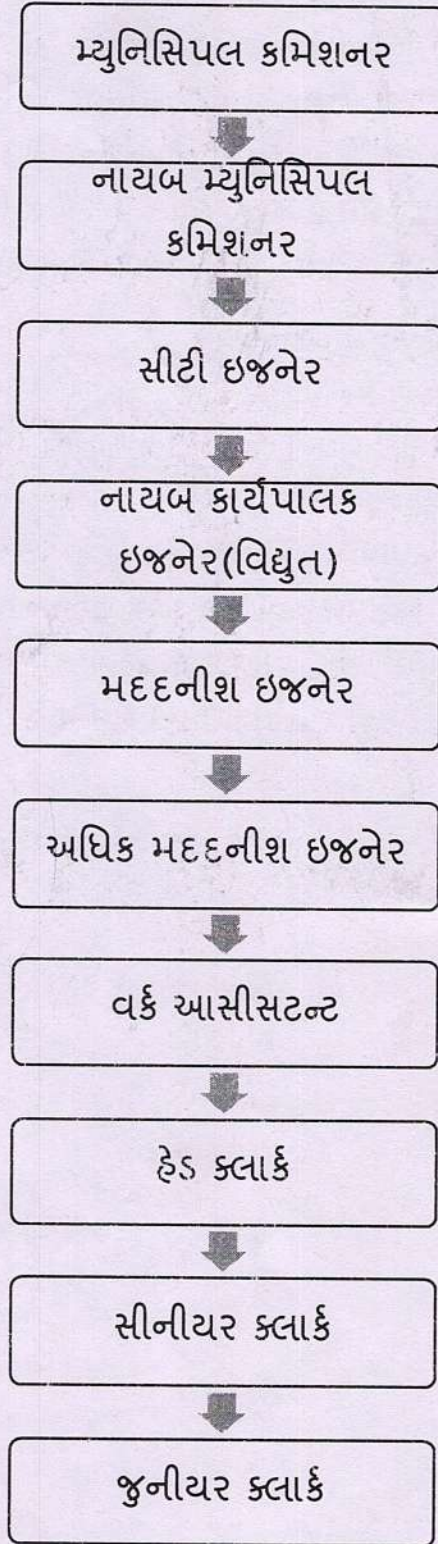 મ્યુનિસિપલ કમિશનર
નાયબ મ્યુનિસિપલ
કમિશનર
સીટી ઇજનેર
નાયબ કાર્યપાલક
ઇજનેર(વિદ્યુત)
મદદનીશ ઇજનેર
અધિક મદદનીશ ઇજનેર
વર્ક આસીસટન્ટ
હેડ ક્લાર્ક
સીનીયર ક્લાર્ક
જુનીયર ક્લાર્ક